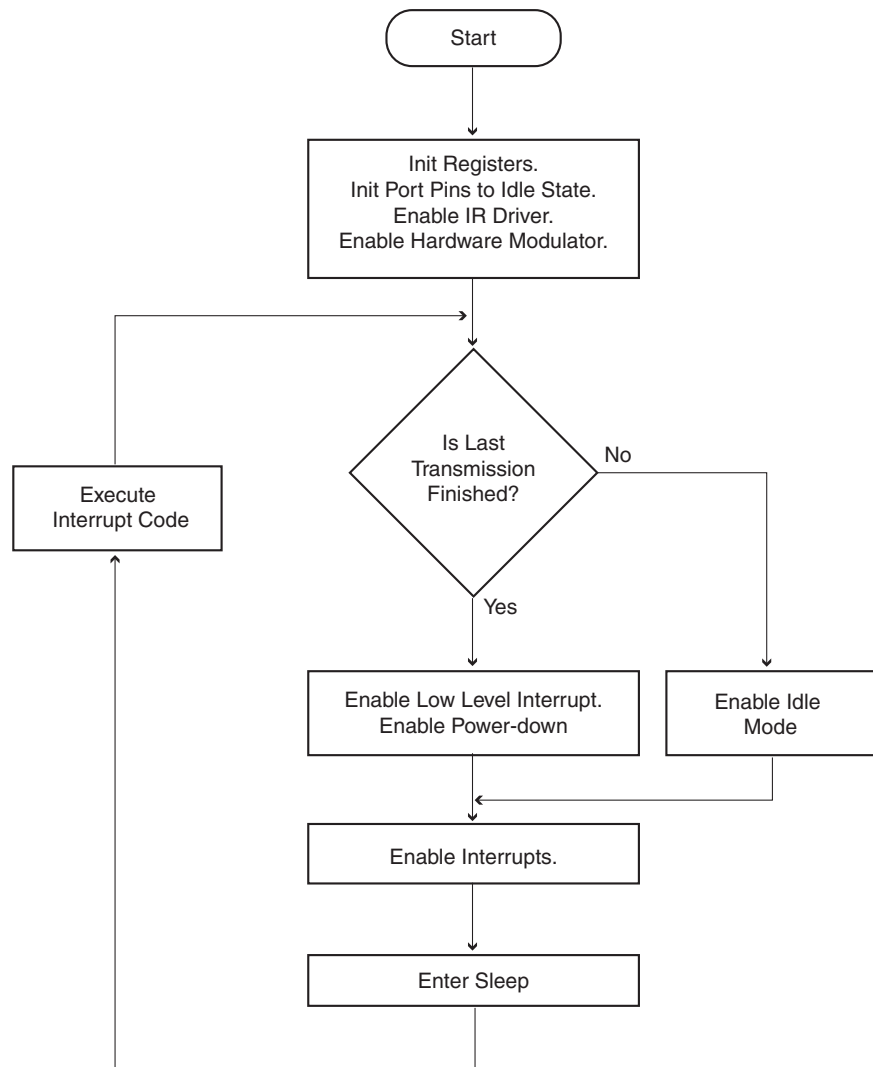 Start
Init Registers.
Init Port Pins to Idle State.
Enable IR Driver.
Enable Hardware Modulator.
Is Last
Transmission
Finished?
No
Execute
Interrupt Code
Yes
Enable Low Level Interrupt.
Enable Power-down
Enable Idle
Mode
Enable Interrupts.
Enter Sleep